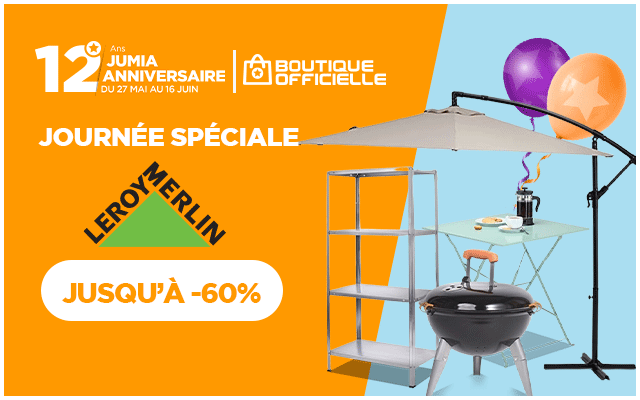 12 Ans
JUMIA
ANNIVERSAIRE
DU 27 MAI AU 16 JUIN
BOUTIQUE
OFFICIELLE
JOURNÉE SPÉCIALE
LEROY MERLIN
JUSQU'À -60%